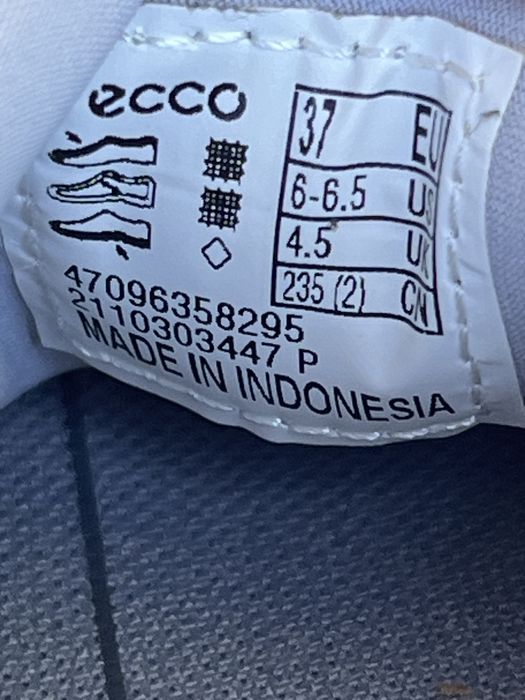 ecco
37 EU
6-6.5 US
4.5 UK
235 (2) CN
47096358295
2110303447 P
MADE IN INDONESIA